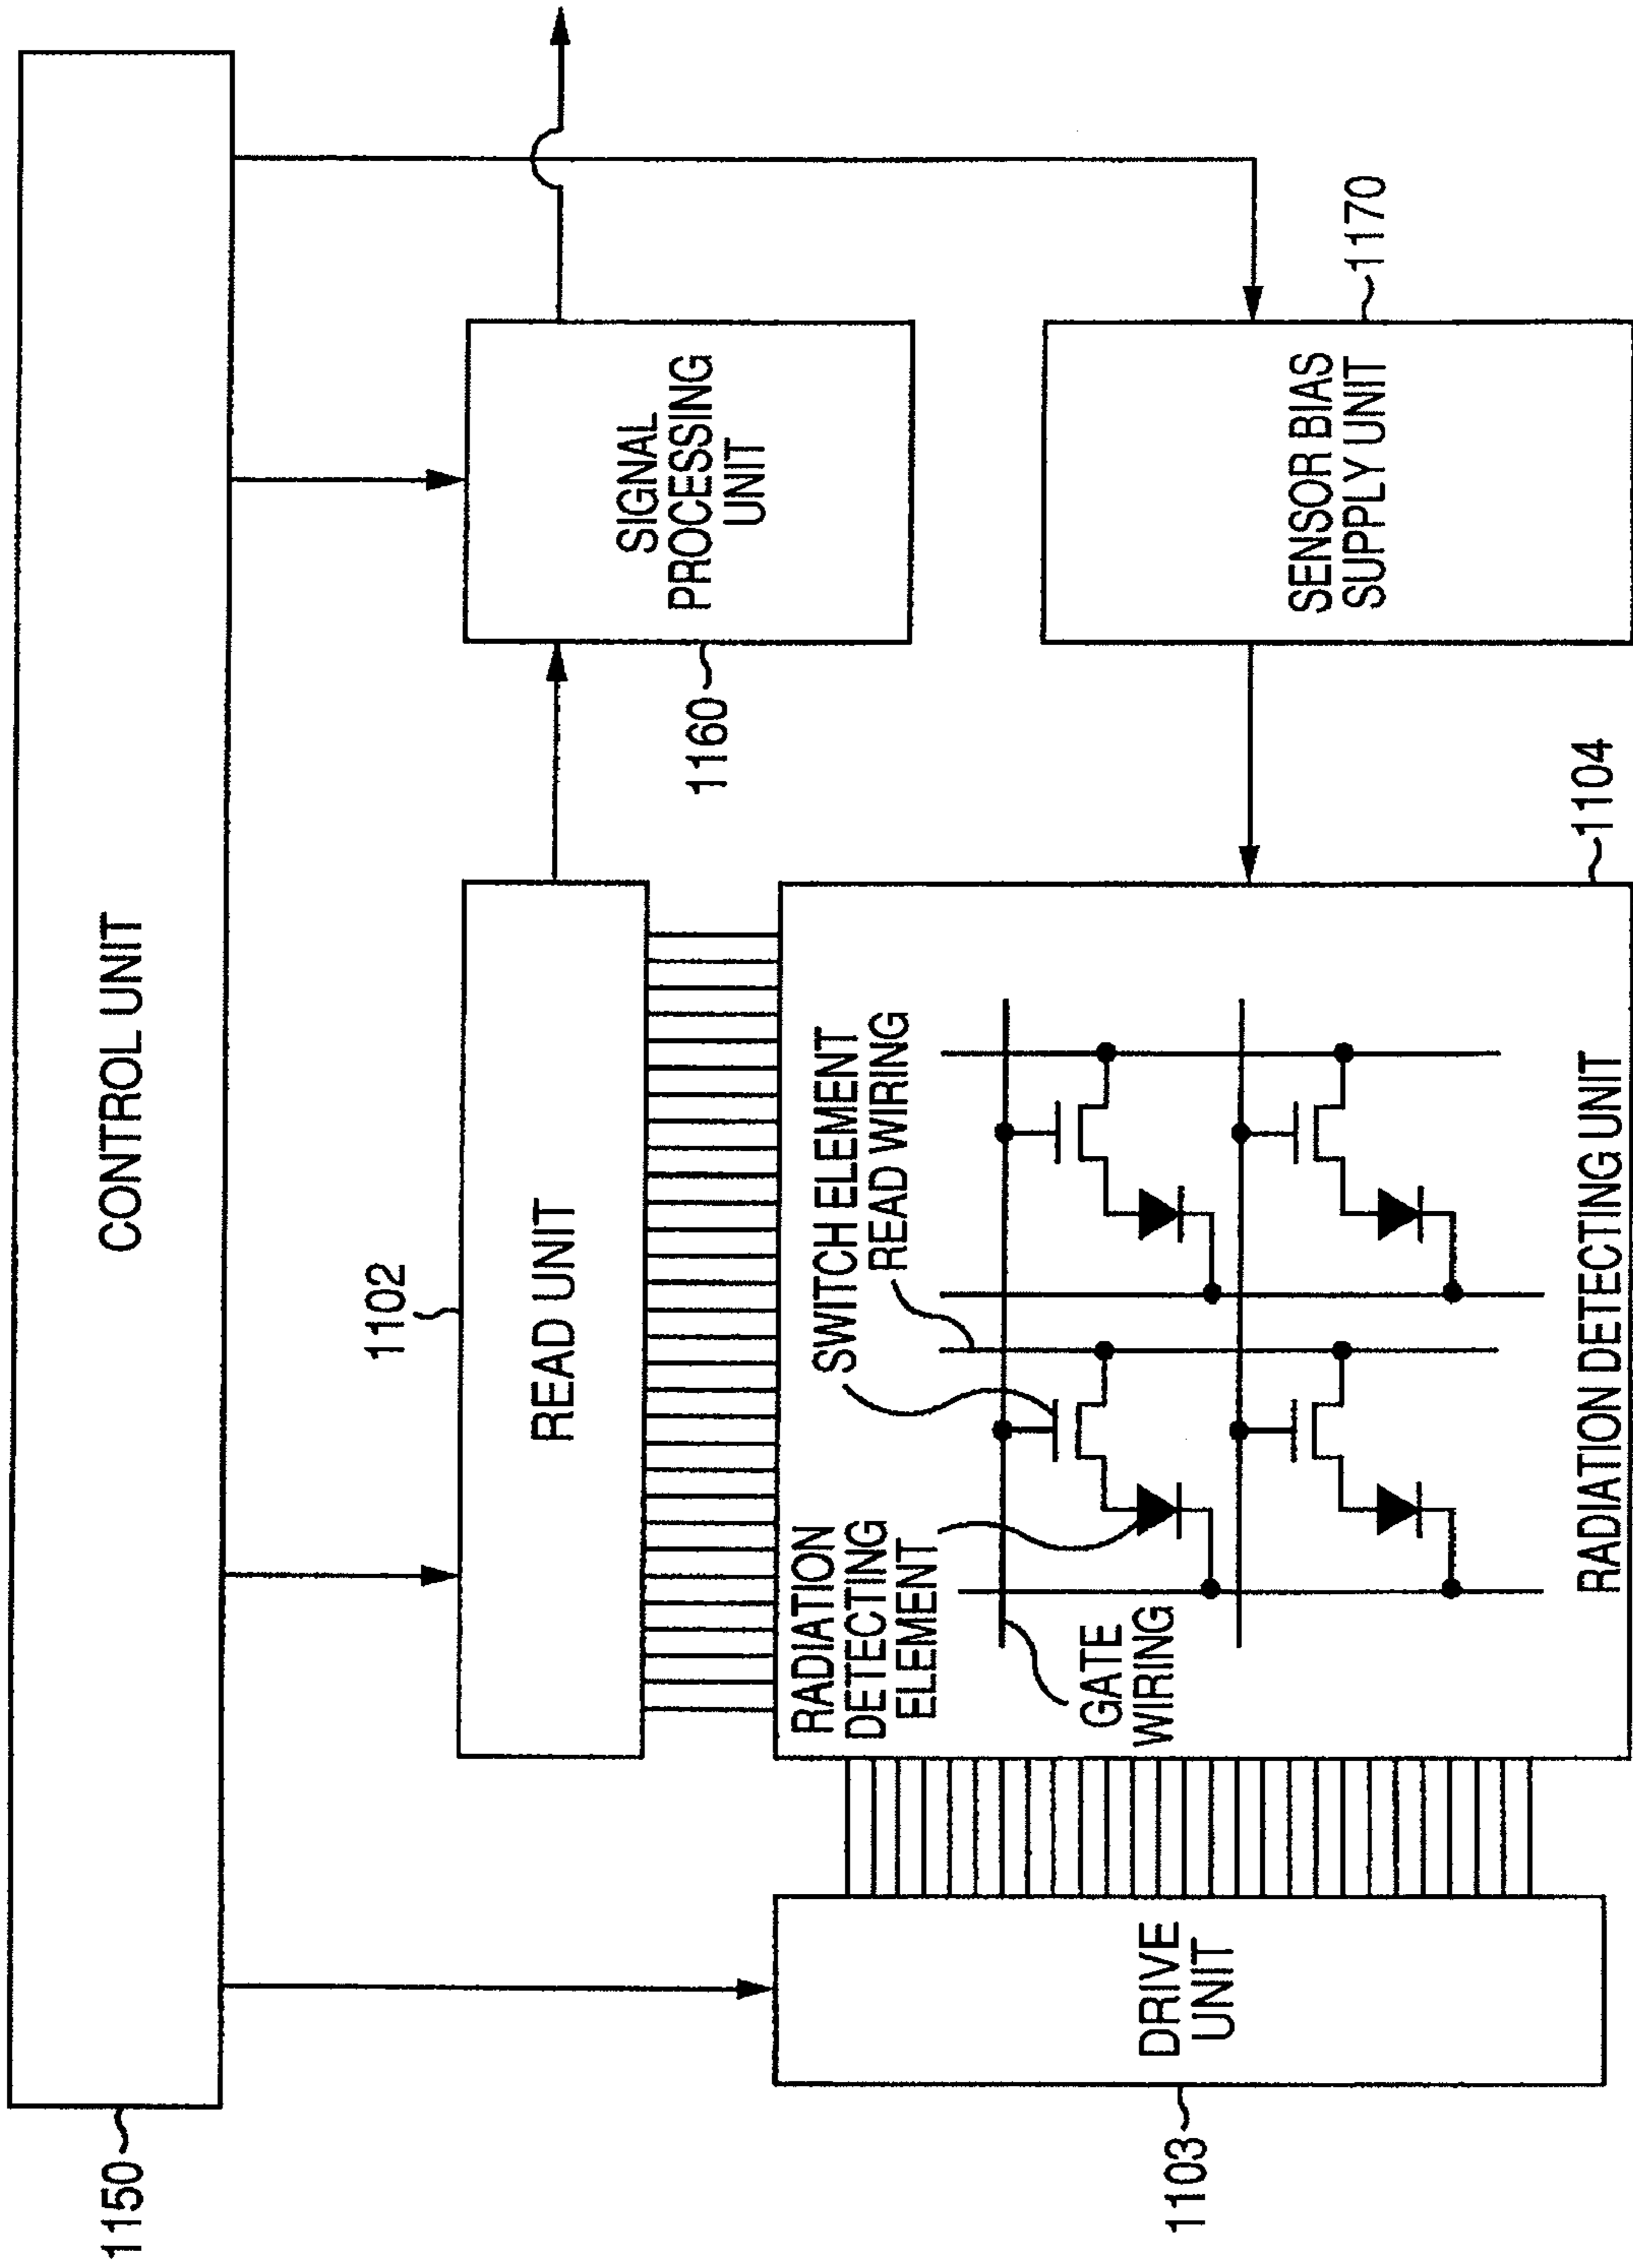 CONTROL UNIT
1150
1102
READ UNIT
SIGNAL
PROCESSING
UNIT
1160
SWITCH ELEMENT
READ WIRING
RADIATION
DETECTING
ELEMENT
GATE
WIRING
RADIATION DETECTING UNIT
1104
DRIVE
UNIT
1103
SENSOR BIAS
SUPPLY UNIT
1170